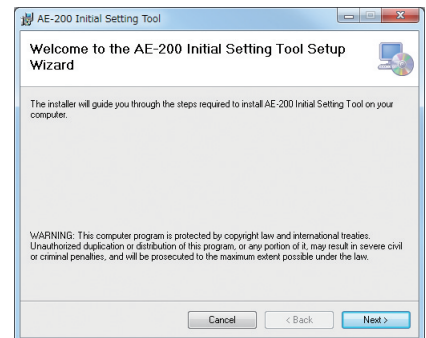 AE-200 Initial Setting Tool
Welcome to the AE-200 Initial Setting Tool Setup
Wizard
The installer will guide you through the steps required to install AE-200 Initial Setting Tool on your
computer.
WARNING: This computer program is protected by copyright law and international treaties.
Unauthorized duplication or distribution of this program, or any portion of it, may result in severe civil
or criminal penalties, and will be prosecuted to the maximum extent possible under the law.
Cancel
< Back
Next >